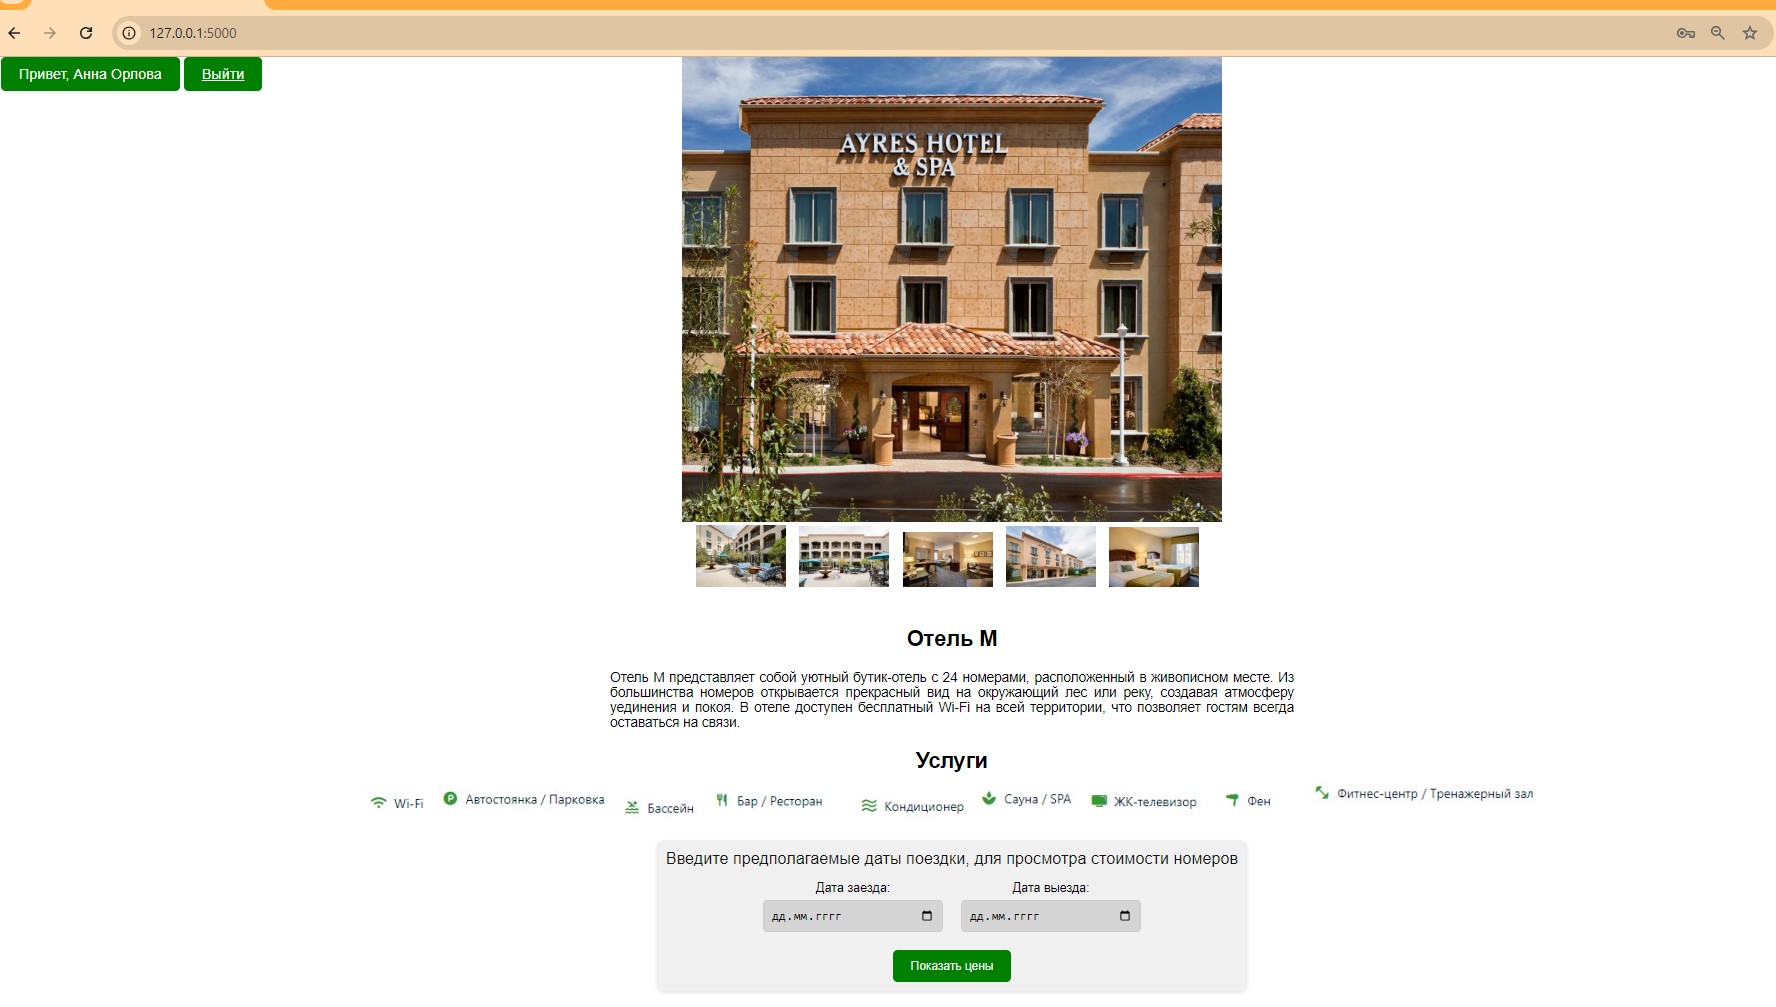 127.0.0.1:5000
Привет, Анна Орлова
Выйти
AYRES HOTEL
& SPA
Отель М
Отель М представляет собой уютный бутик-отель с 24 номерами, расположенный в живописном месте. Из
большинства номеров открывается прекрасный вид на окружающий лес или реку, создавая атмосферу
уединения и покоя. В отеле доступен бесплатный Wi-Fi на всей территории, что позволяет гостям всегда
оставаться на связи.
Услуги
Wi-Fi
Автостоянка / Парковка
Бассейн
Бар / Ресторан
Кондиционер
Сауна / SPA
ЖК-телевизор
Фен
Фитнес-центр / Тренажерный зал
Введите предполагаемые даты поездки, для просмотра стоимости номеров
Дата заезда:
Дата выезда:
дд.мм.гггг
дд.мм.гггг
Показать цены